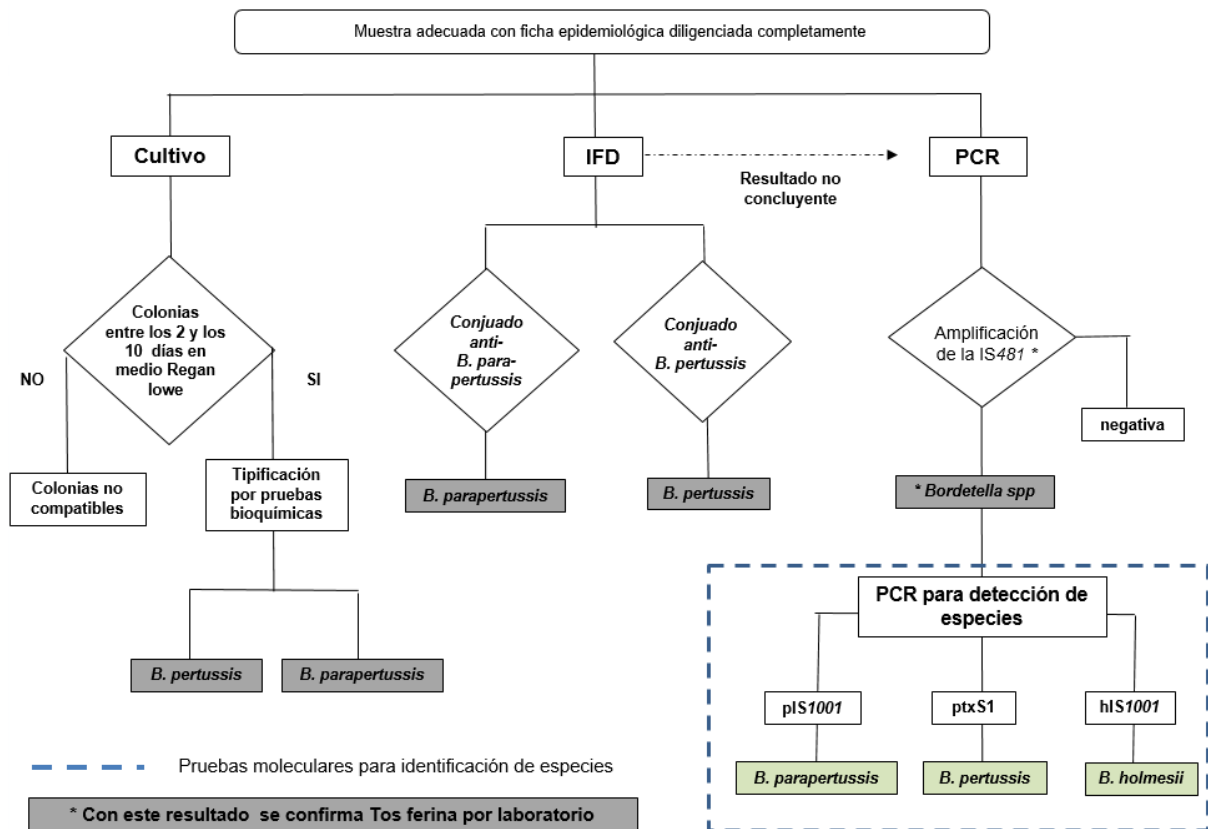 Muestra adecuada con ficha epidemiológica diligenciada completamente
Cultivo
IFD
PCR
Resultado no
concluyente
Colonias
entre los 2 y los
10 días en
medio Regan
lowe
NO
SI
Conjuado
anti-
B. para-
pertussis
Conjuado
anti-
B. pertussis
Amplificación
de la IS481 *
negativa
Colonias no
compatibles
Tipificación
por pruebas
bioquímicas
B. parapertussis
B. pertussis
* Bordetella spp
B. pertussis
B. parapertussis
PCR para detección de
especies
pIS1001
ptxS1
hIS1001
B. parapertussis
B. pertussis
B. holmesii
Pruebas moleculares para identificación de especies
* Con este resultado se confirma Tos ferina por laboratorio